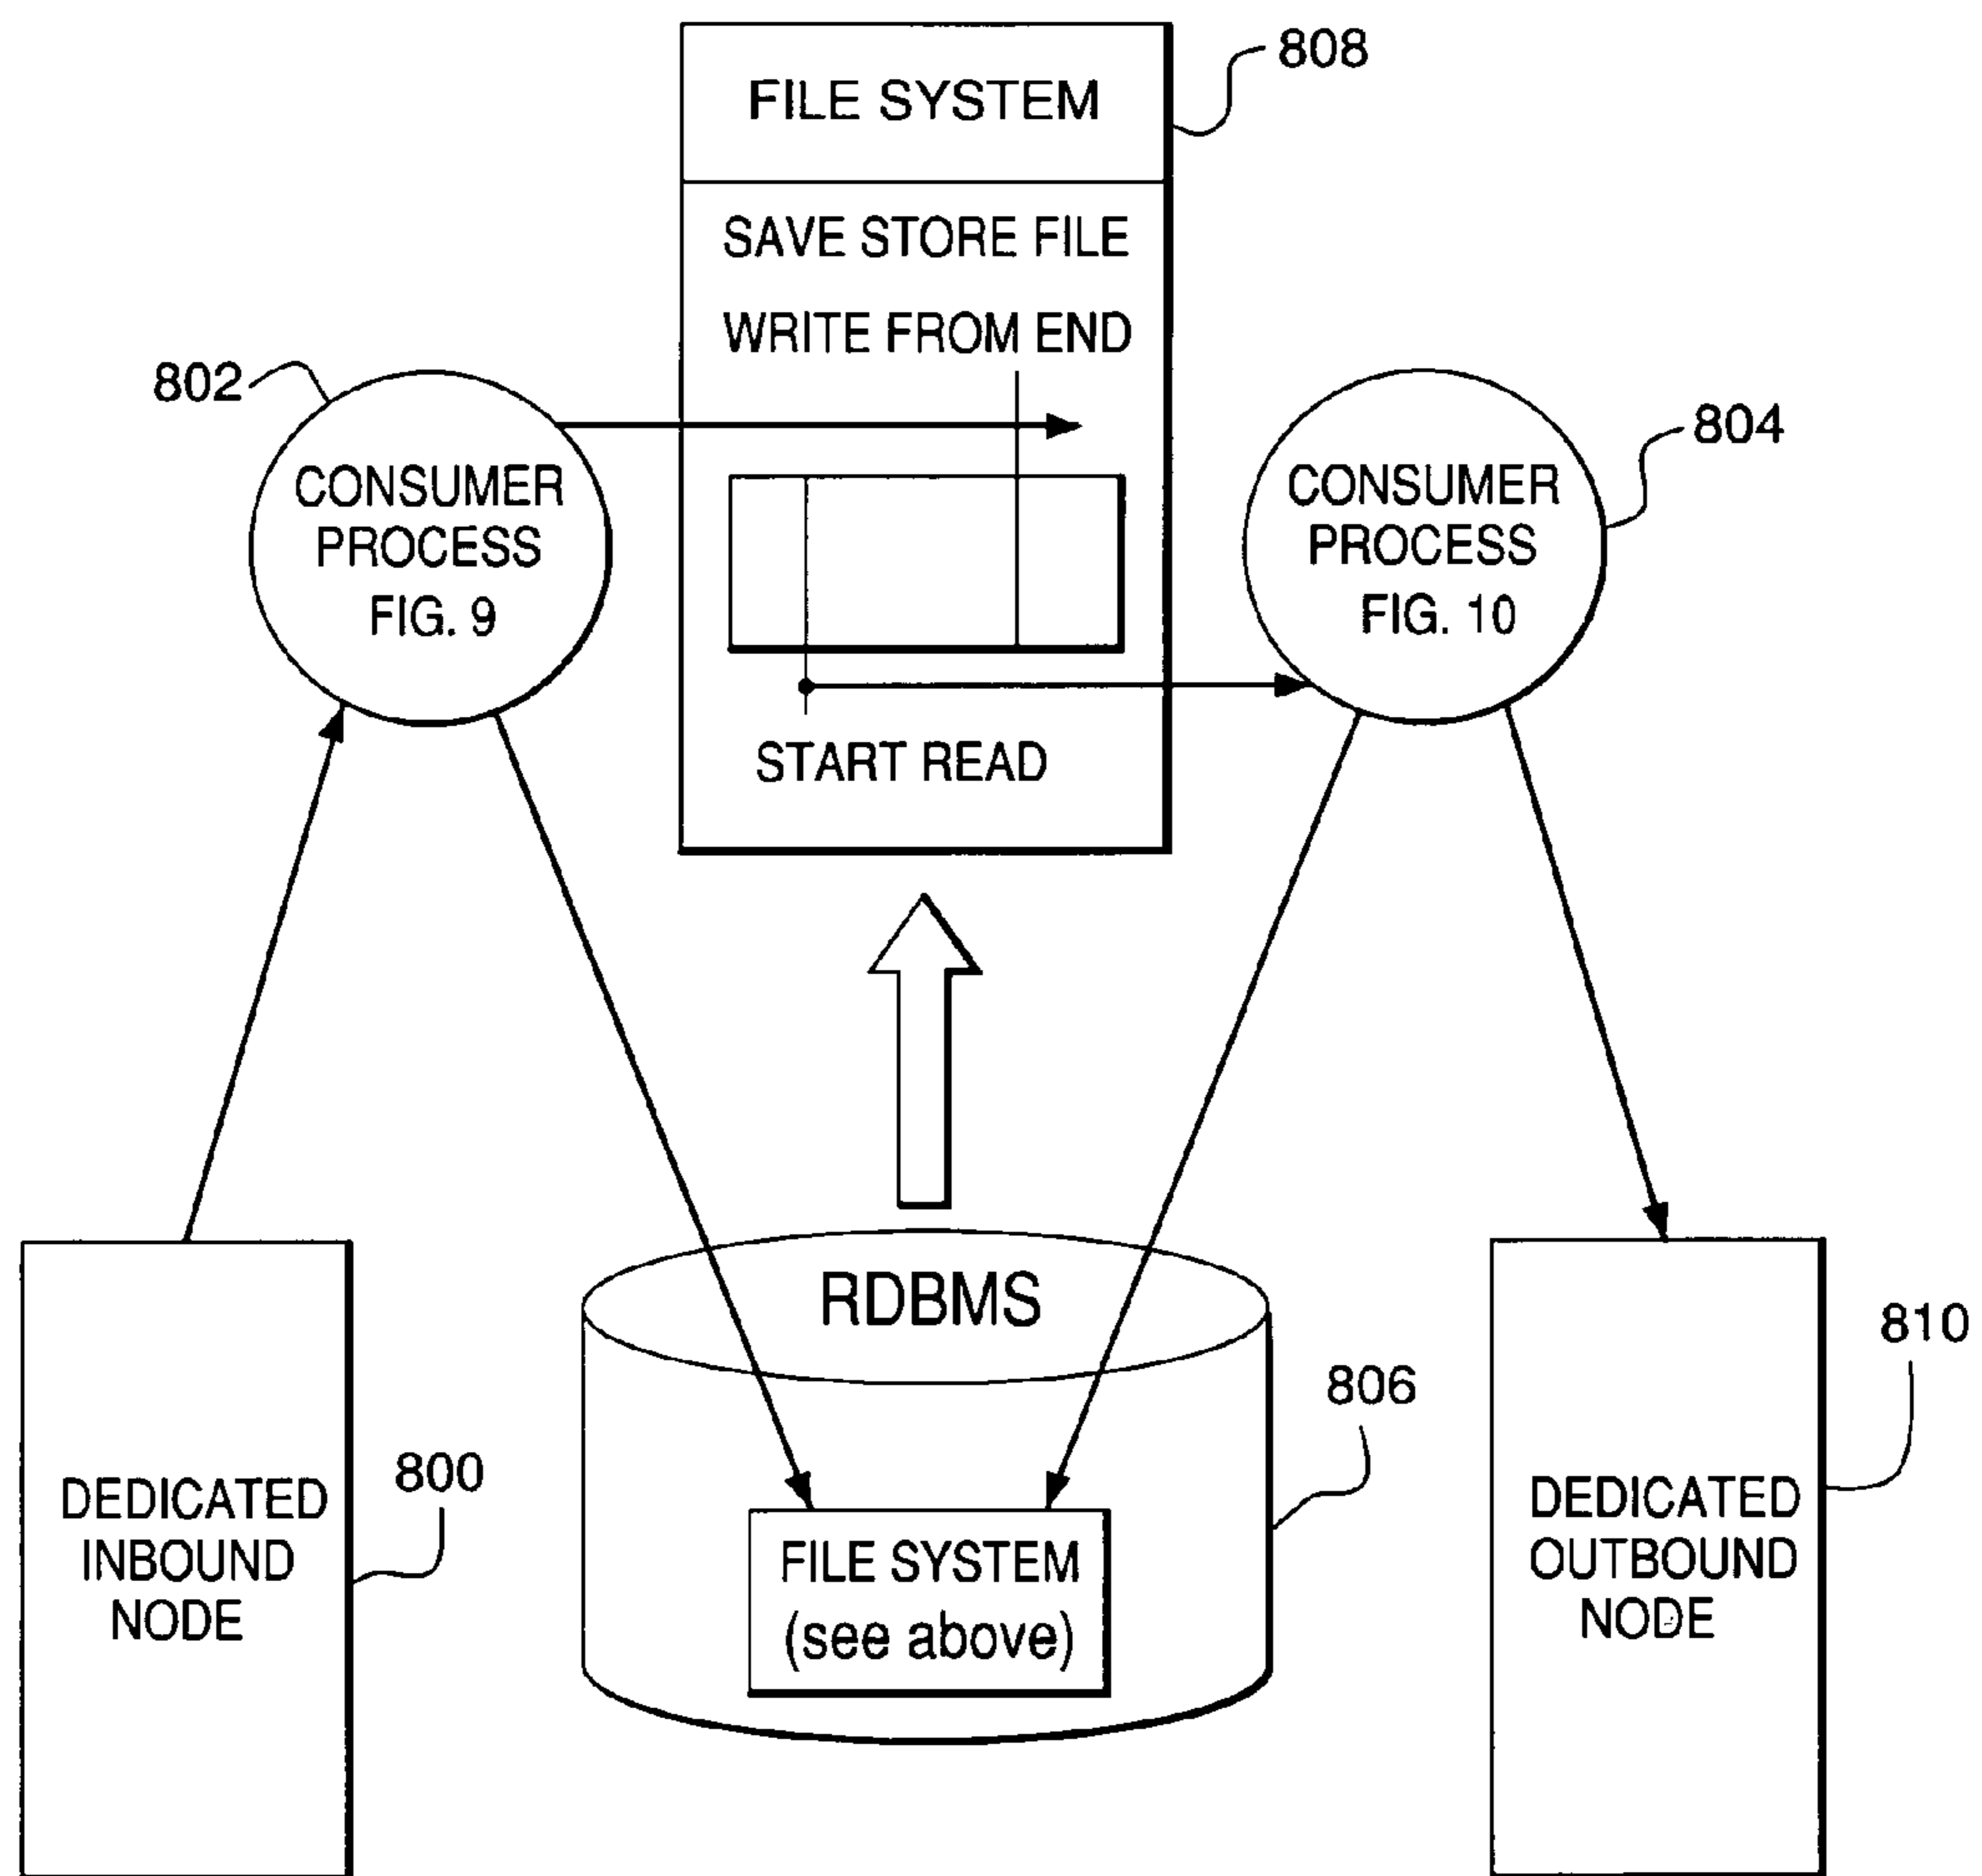 808
FILE SYSTEM
SAVE STORE FILE
WRITE FROM END
802
804
CONSUMER
PROCESS
FIG. 9
CONSUMER
PROCESS
FIG. 10
START READ
RDBMS
810
806
800
DEDICATED
INBOUND
NODE
FILE SYSTEM
(see above)
DEDICATED
OUTBOUND
NODE